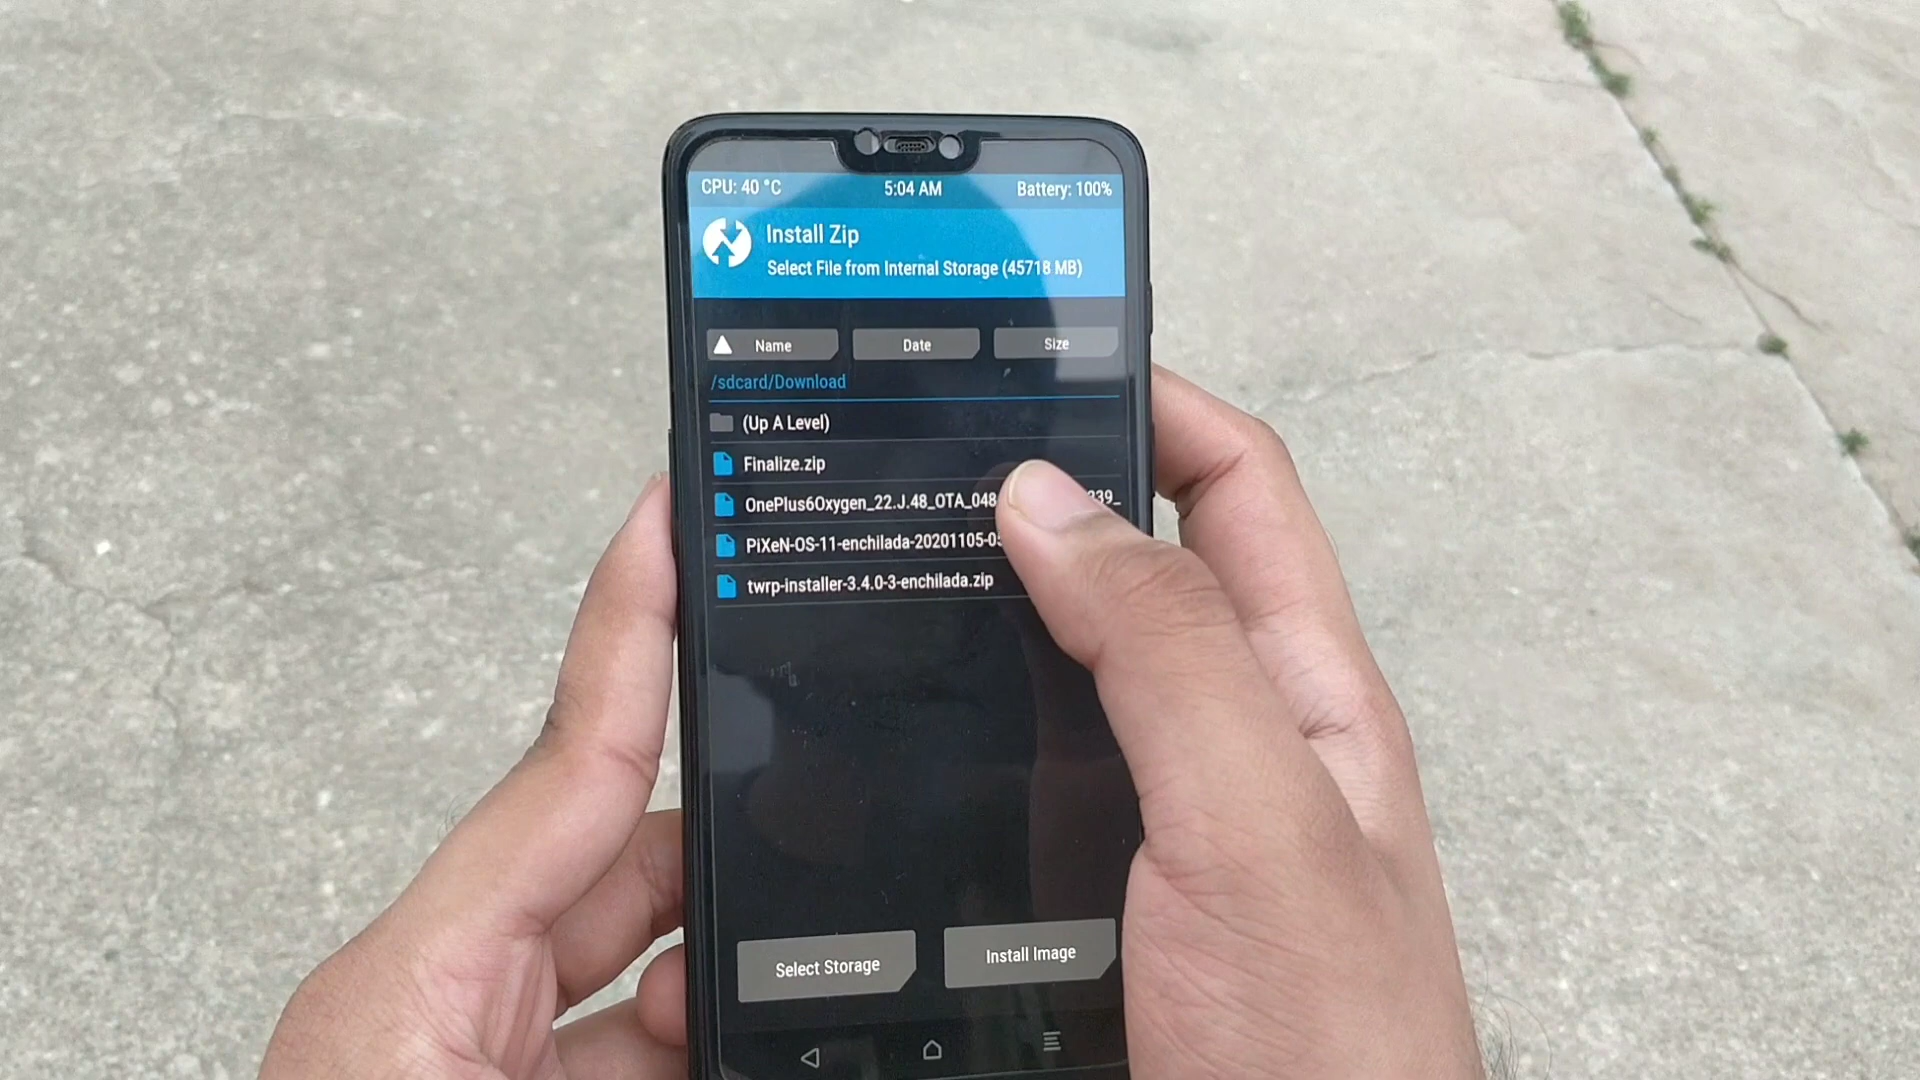 CPU: 40 °C 5:04 AM Battery: 100%
Install Zip
Select File from Internal Storage (45718 MB)
Name Date Size
/sdcard/Download
(Up A Level)
Finalize.zip
OnePlus6Oxygen_22.J.48_OTA_048 339_
PiXeN-OS-11-enchilada-20201105-05
twrp-installer-3.4.0-3-enchilada.zip
Select Storage Install Image